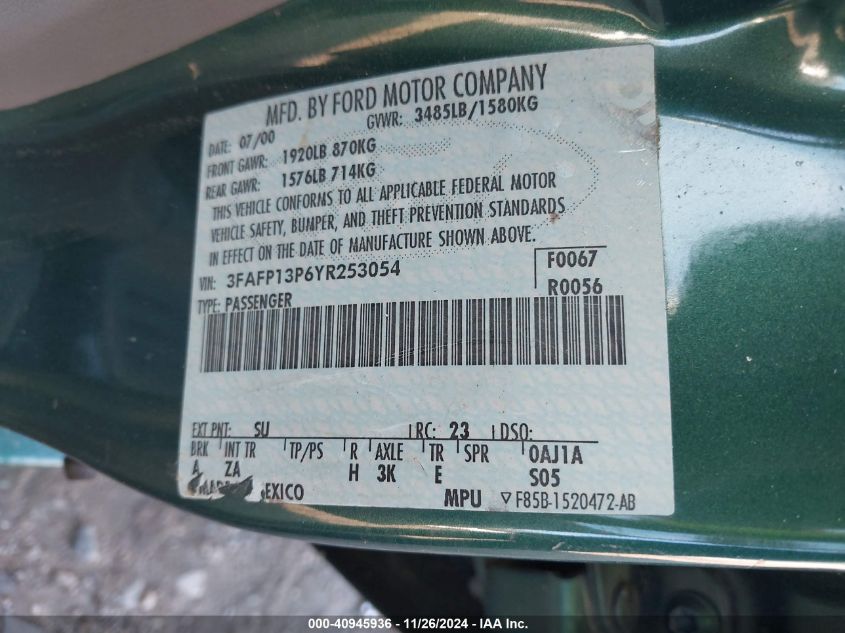 MFD. BY FORD MOTOR COMPANY
DATE: 07/00 GVWR: 3485LB/1580KG
FRONT GAWR: 1920LB 870KG
REAR GAWR: 1576LB 714KG
THIS VEHICLE CONFORMS TO ALL APPLICABLE FEDERAL MOTOR
VEHICLE SAFETY, BUMPER, AND THEFT PREVENTION STANDARDS
IN EFFECT ON THE DATE OF MANUFACTURE SHOWN ABOVE.
VIN: 3FAFP13P6YR253054 F0067
TYPE: PASSENGER R0056
EXT PNT: SU RC: 23 DSO:
BRK INT TR TP/PS R AXLE TR SPR 0AJ1A
A ZA H 3K E S05
EXICO MPU ▽ F85B-1520472-AB
000-40945936 - 11/26/2024 - IAA Inc.